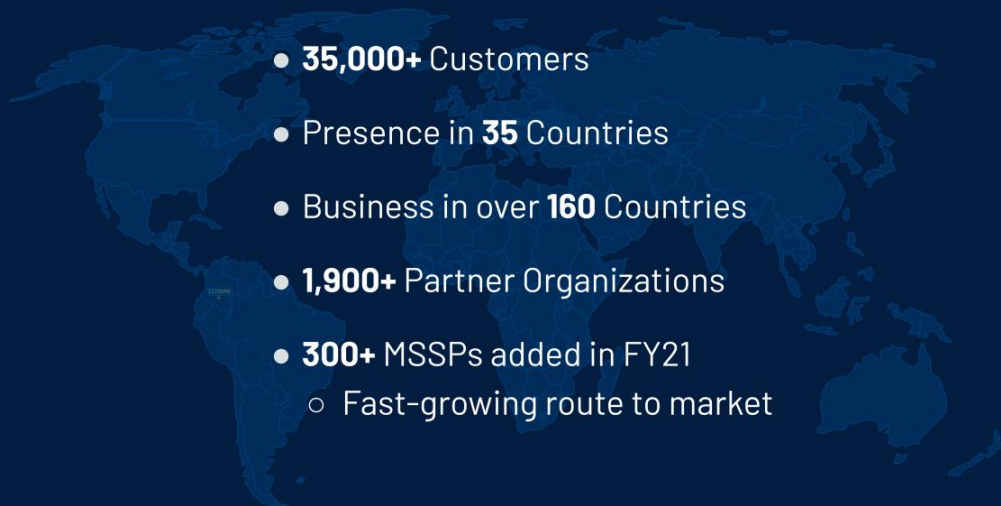 • 35,000+ Customers
• Presence in 35 Countries
• Business in over 160 Countries
• 1,900+ Partner Organizations
• 300+ MSSPs added in FY21
○ Fast-growing route to market